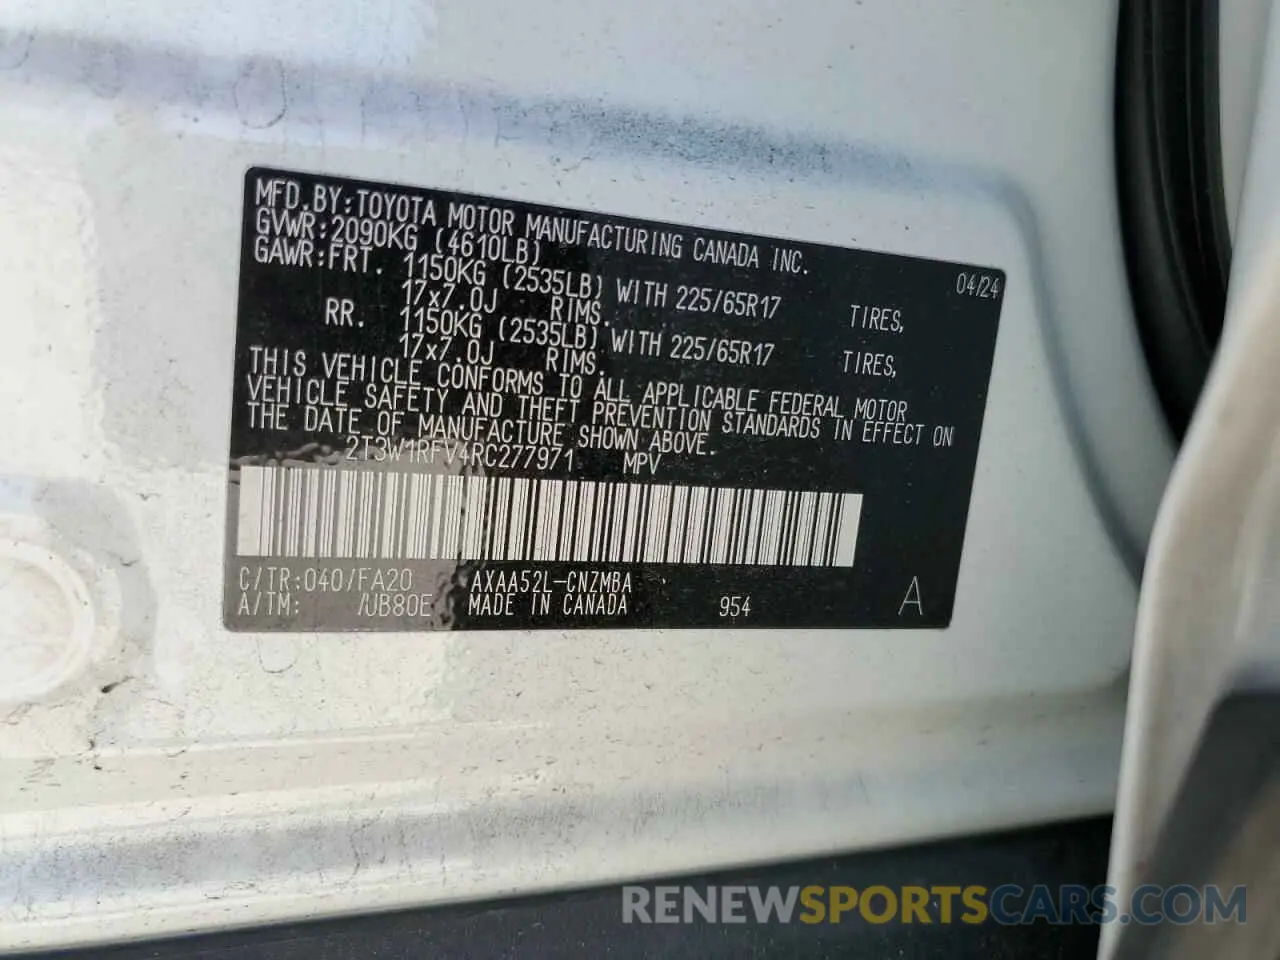 MFD.BY:TOYOTA MOTOR MANUFACTURING CANADA INC.
GVWR:2090KG (4610LB) 04/24
GAWR:FRT. 1150KG (2535LB) WITH 225/65R17 TIRES,
17x7.0J RIMS.
RR. 1150KG (2535LB) WITH 225/65R17 TIRES,
17x7.0J RIMS.
THIS VEHICLE CONFORMS TO ALL APPLICABLE FEDERAL MOTOR
VEHICLE SAFETY AND THEFT PREVENTION STANDARDS IN EFFECT ON
THE DATE OF MANUFACTURE SHOWN ABOVE.
2T3W1RFV4RC277971 MPV
C/TR:040/FA20 AXAA52L-CNZMBA
A/TM: /UB80E MADE IN CANADA 954 A
RENEWSPORTSCARS.COM